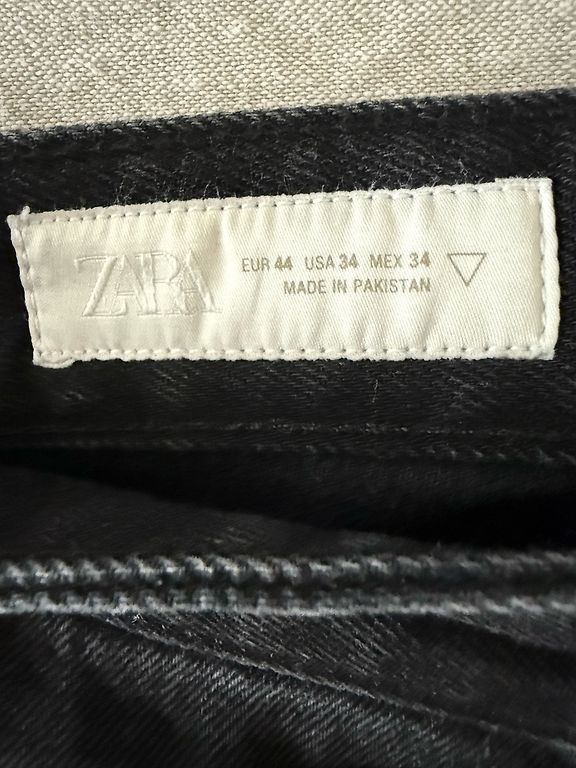 ZARA
EUR 44 USA 34 MEX 34
MADE IN PAKISTAN